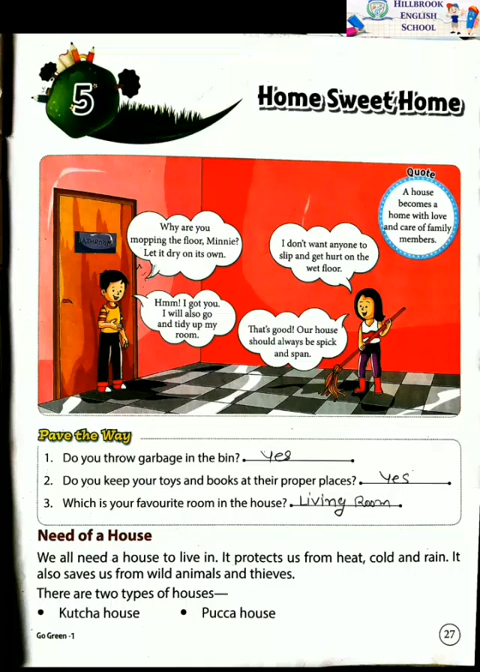 HILLBROOK
ENGLISH
SCHOOL
5
Home Sweet Home
Quote
A house
becomes a
home with love
and care of family
members.
Why are you
mopping the floor, Minnie?
Let it dry on its own.
I don't want anyone to
slip and get hurt on the
wet floor.
Hmm! I got you.
I will also go
and tidy up my
room.
That's good! Our house
should always be spick
and span.
Pave the Way
1. Do you throw garbage in the bin? Yes.
2. Do you keep your toys and books at their proper places? Yes.
3. Which is your favourite room in the house? Living Room.
Need of a House
We all need a house to live in. It protects us from heat, cold and rain. It
also saves us from wild animals and thieves.
There are two types of houses—
• Kutcha house • Pucca house
Go Green -1
27